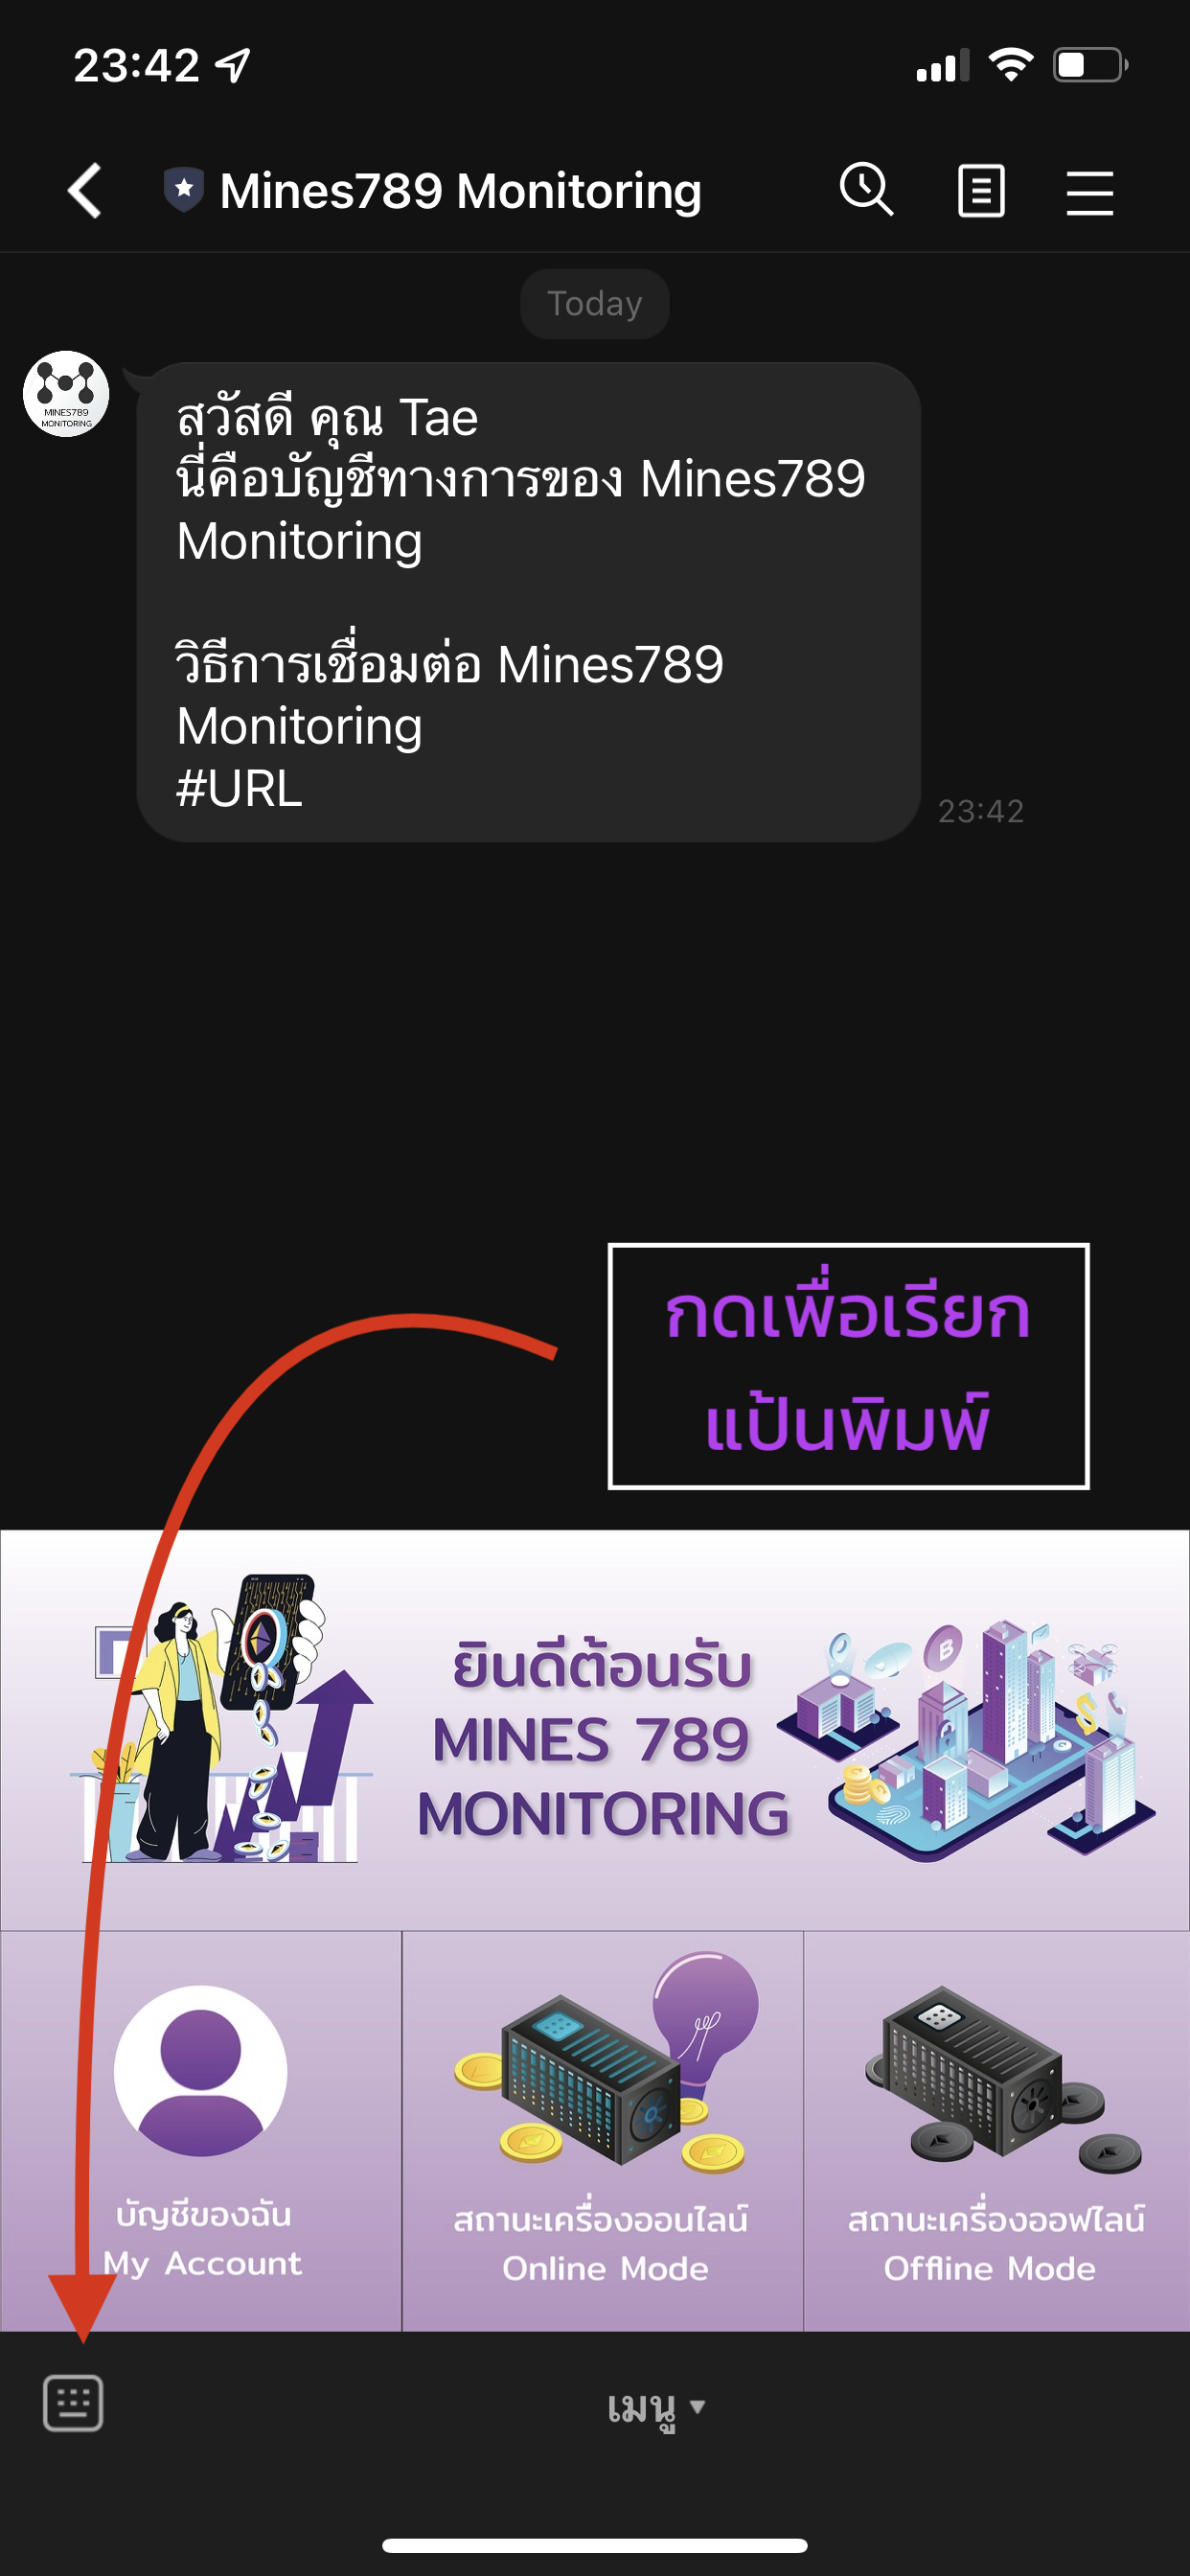 23:42
Mines789 Monitoring
Today
MINES789
MONITORING
สวัสดี คุณ Tae
นี่คือบัญชีทางการของ Mines789
Monitoring
วิธีการเชื่อมต่อ Mines789
Monitoring
#URL
23:42
กดเพื่อเรียก
แป้นพิมพ์
ยินดีต้อนรับ
MINES 789
MONITORING
บัญชีของฉัน
My Account
สถานะเครื่องออนไลน์
Online Mode
สถานะเครื่องออฟไลน์
Offline Mode
เมนู